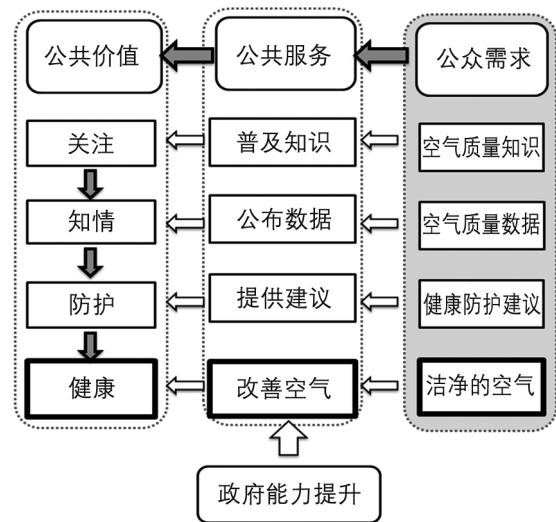 公共价值
公共服务
公众需求
关注
普及知识
空气质量知识
知情
公布数据
空气质量数据
防护
提供建议
健康防护建议
健康
改善空气
洁净的空气
政府能力提升